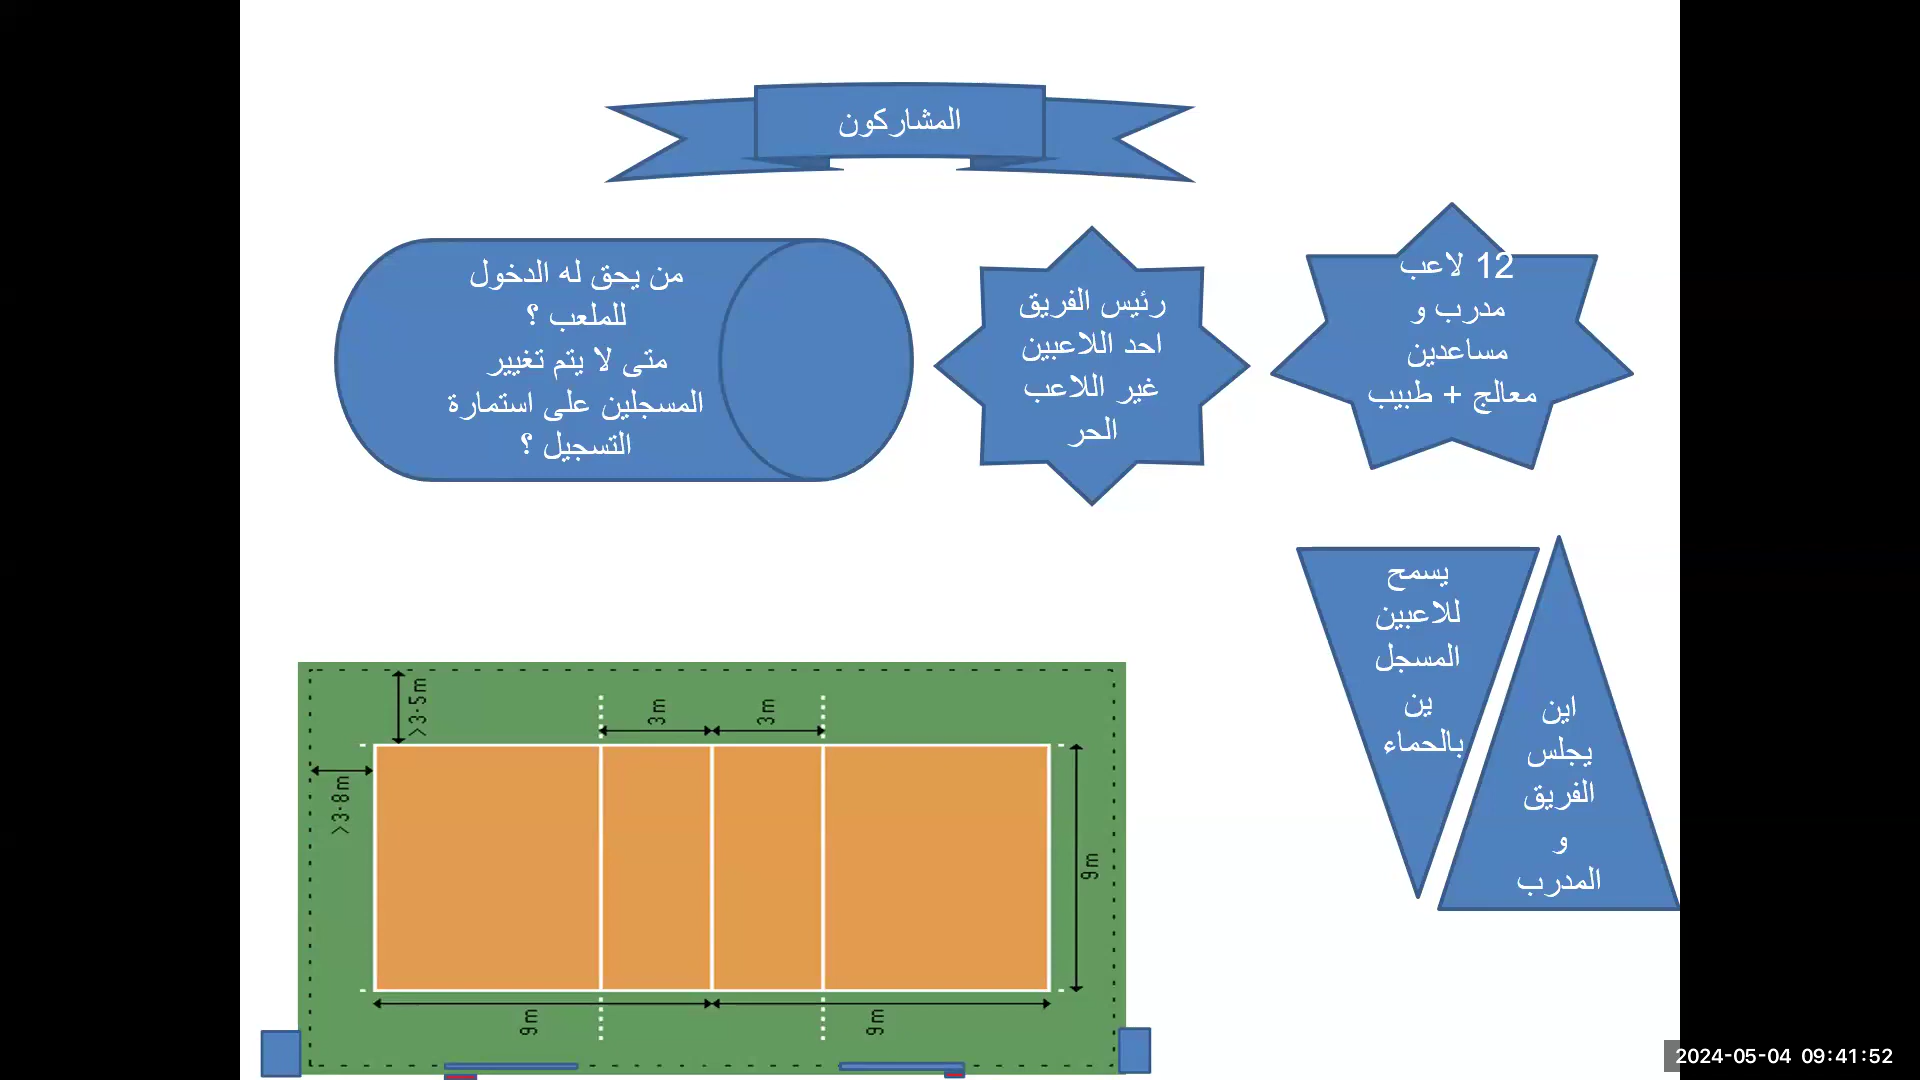 المشاركون
12 لاعب
مدرب و
مساعدين
معالج + طبيب
رئيس الفريق
احد اللاعبين
غير اللاعب
الحر
من يحق له الدخول
للملعب ؟
متى لا يتم تغيير
المسجلين على استمارة
التسجيل ؟
يسمح
للاعبين
المسجل
ين
بالحماء
اين
يجلس
الفريق
و
المدرب
>3·5m
3m
3m
>3·8m
9m
9m
9m
2024-05-04 09:41:52